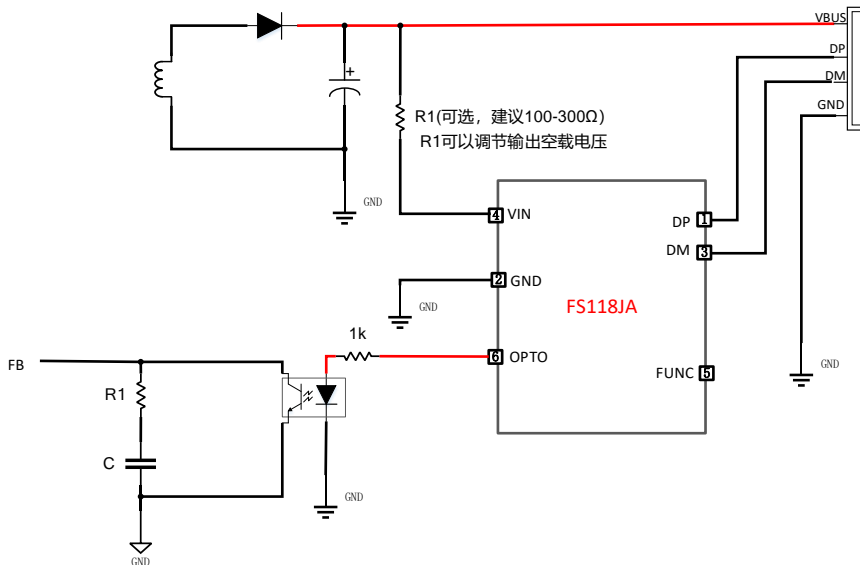 VBUS
DP
DM
GND
R1(可选，建议100-300Ω)
R1可以调节输出空载电压
GND
4
VIN
DP
1
DM
3
2
GND
FS118JA
GND
1k
FB
6
OPTO
GND
FUNC
5
R1
C
GND
GND